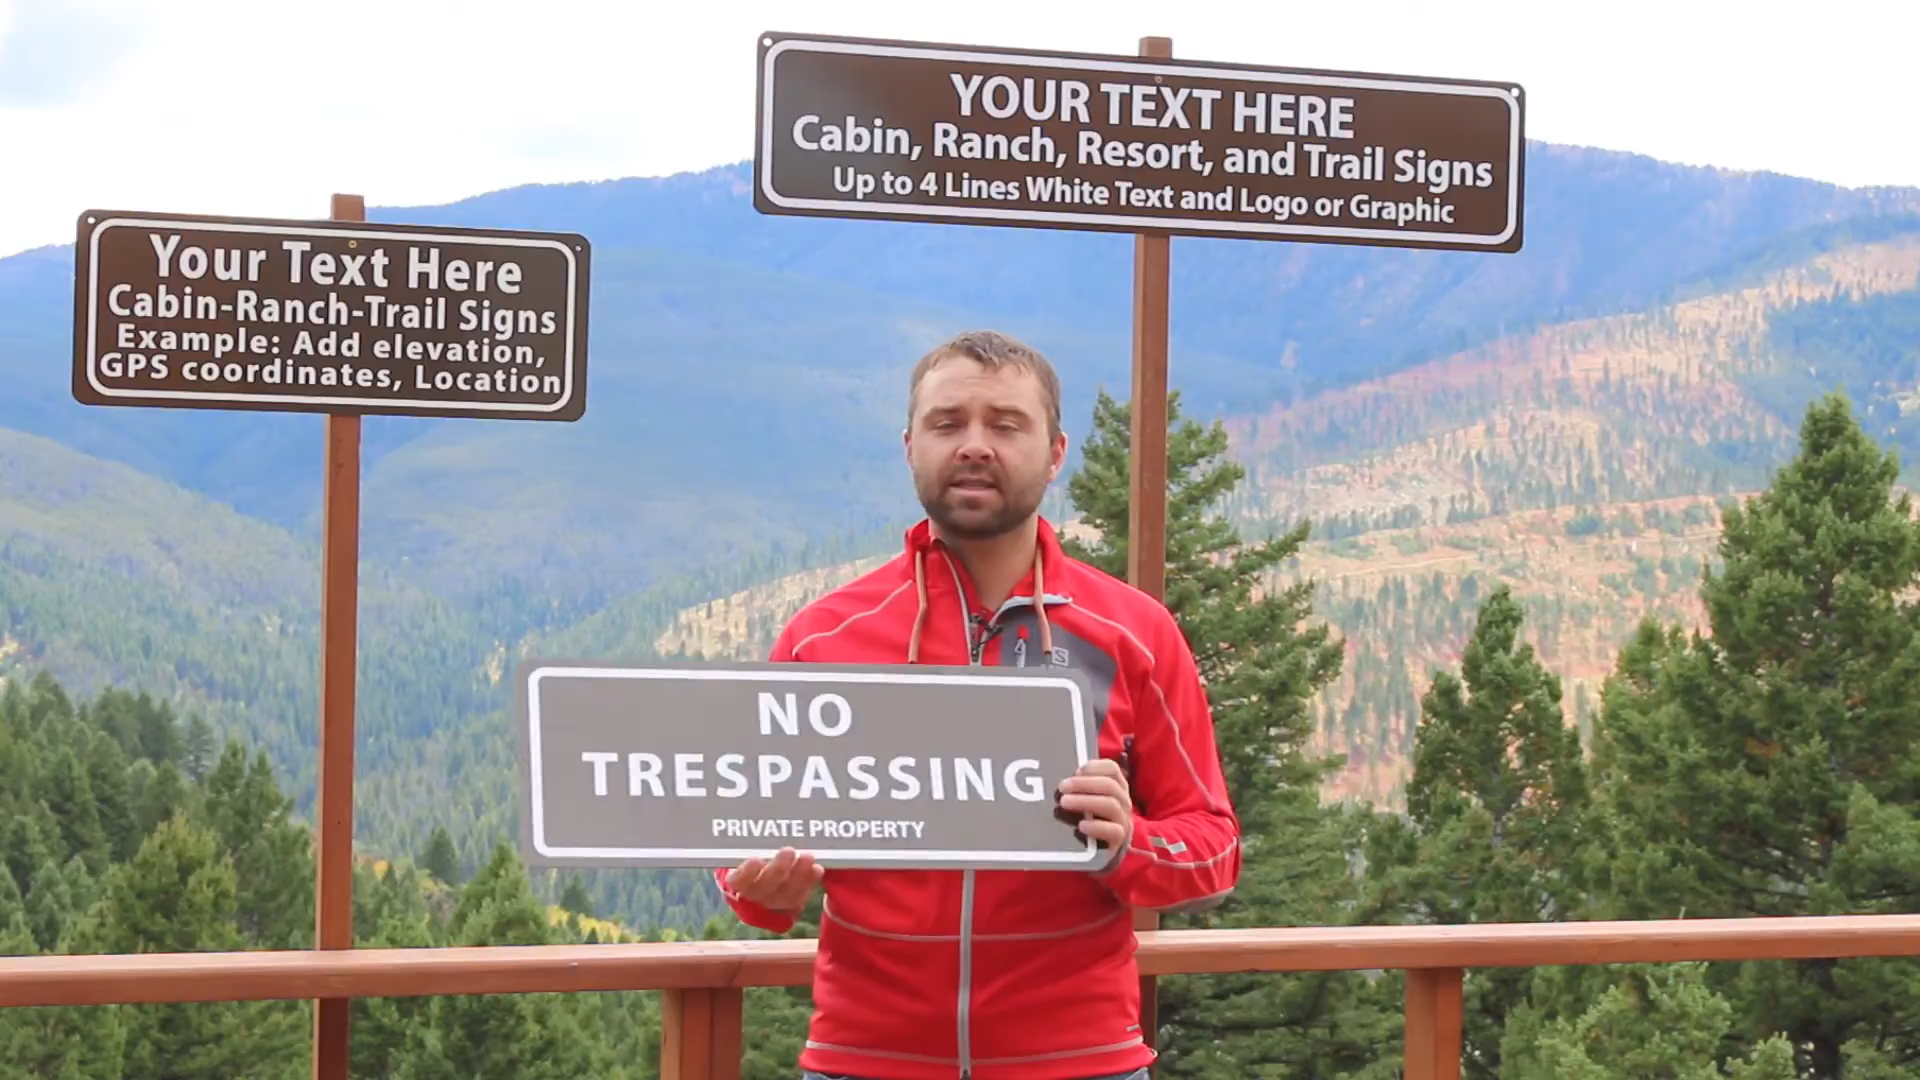 YOUR TEXT HERE
Cabin, Ranch, Resort, and Trail Signs
Up to 4 Lines White Text and Logo or Graphic
Your Text Here
Cabin-Ranch-Trail Signs
Example: Add elevation,
GPS coordinates, Location
NO
TRESPASSING
PRIVATE PROPERTY